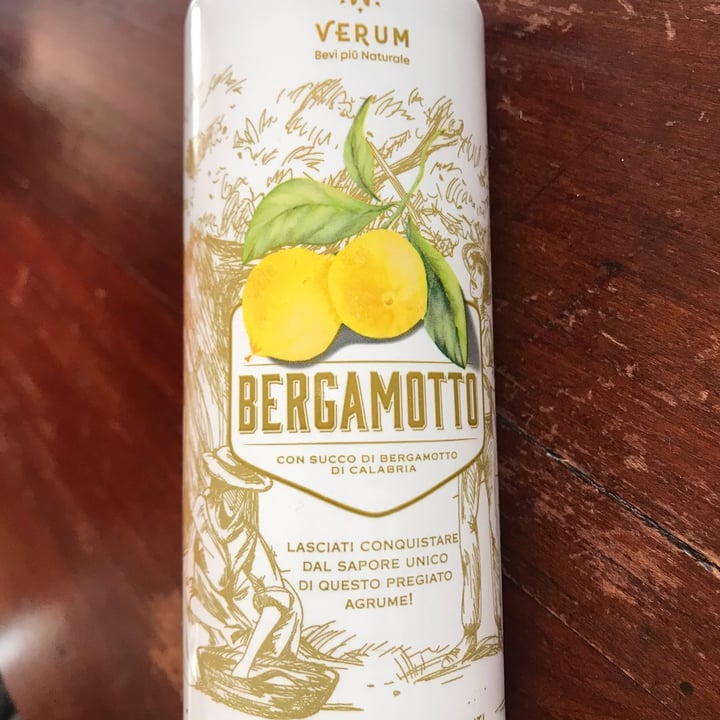 VERUM
Bevi più Naturale
BERGAMOTTO
CON SUCCO DI BERGAMOTTO
DI CALABRIA
LASCIATI CONQUISTARE
DAL SAPORE UNICO
DI QUESTO PREGIATO
AGRUME!